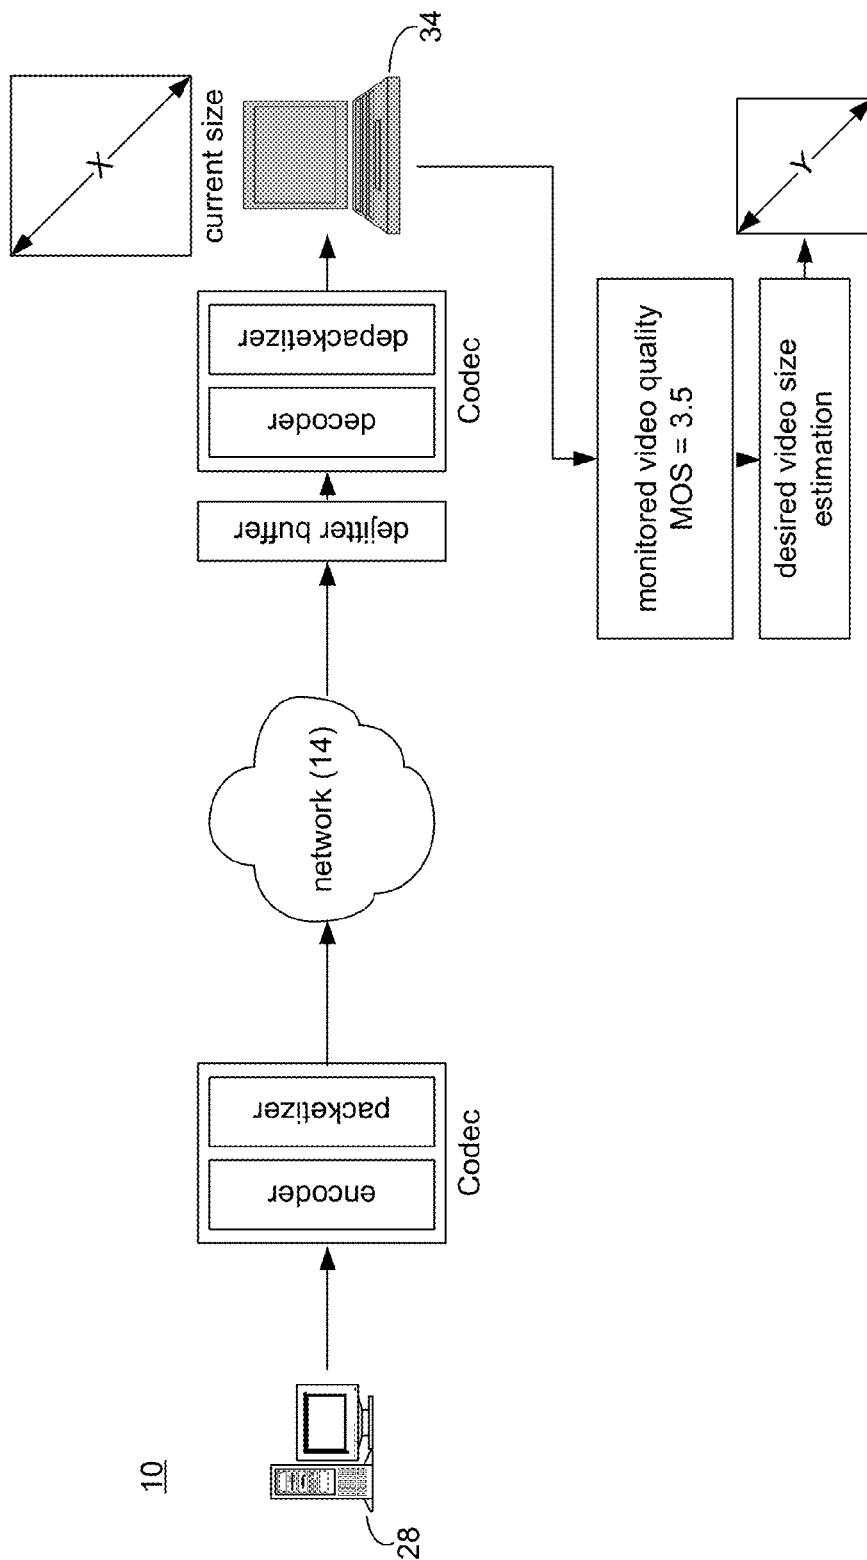 10
28
encoder
packetizer
Codec
network (14)
dejitter buffer
decoder
depacketizer
Codec
X
current size
34
monitored video quality
MOS = 3.5
desired video size
estimation
Y